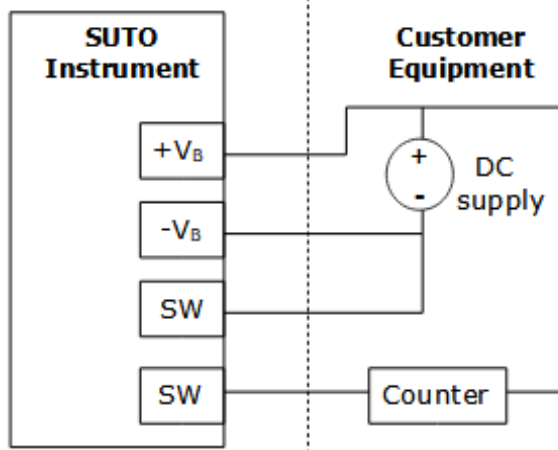 SUTO
Instrument
Customer
Equipment
+VB
+
DC
-
supply
-VB
SW
SW
Counter